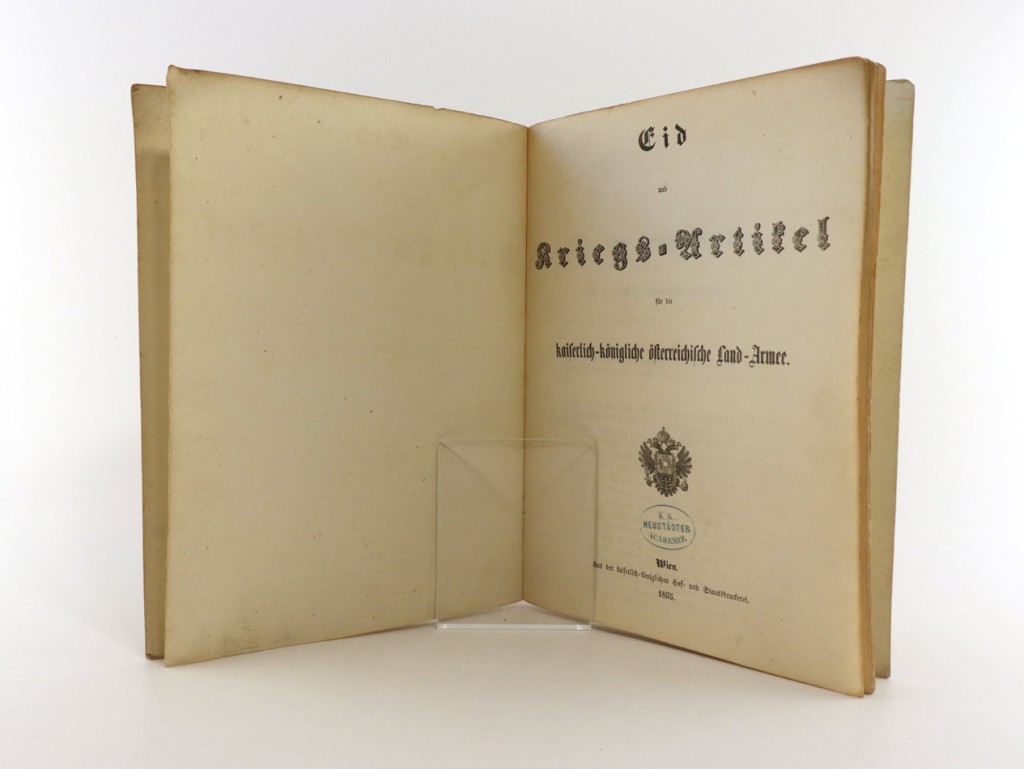 Eid
und
Kriegs-Artikel
für die
kaiserlich-königliche österreichische Land-Armee.
K. K.
NEUSTÄDTER
ACADEMIE.
Wien.
Aus der kaiserlich-königlichen Hof- und Staatsdruckerei.